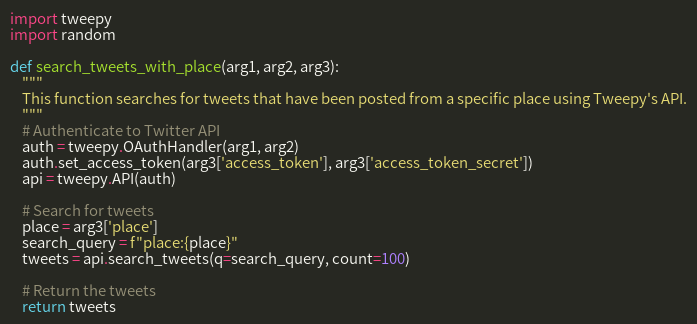 import tweepy
import random
def search_tweets_with_place(arg1, arg2, arg3):
"""
This function searches for tweets that have been posted from a specific place using Tweepy's API.
"""
# Authenticate to Twitter API
auth = tweepy.OAuthHandler(arg1, arg2)
auth.set_access_token(arg3['access_token'], arg3['access_token_secret'])
api = tweepy.API(auth)
# Search for tweets
place = arg3['place']
search_query = f"place:{place}"
tweets = api.search_tweets(q=search_query, count=100)
# Return the tweets
return tweets